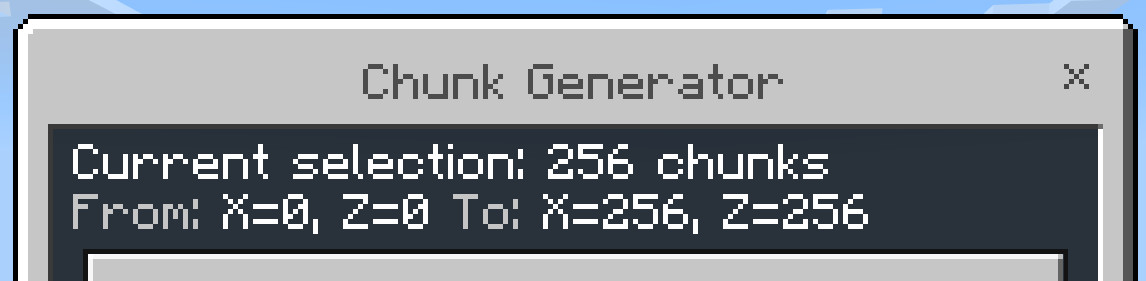 Chunk Generator
Current selection: 256 chunks
From: X=0, Z=0 To: X=256, Z=256